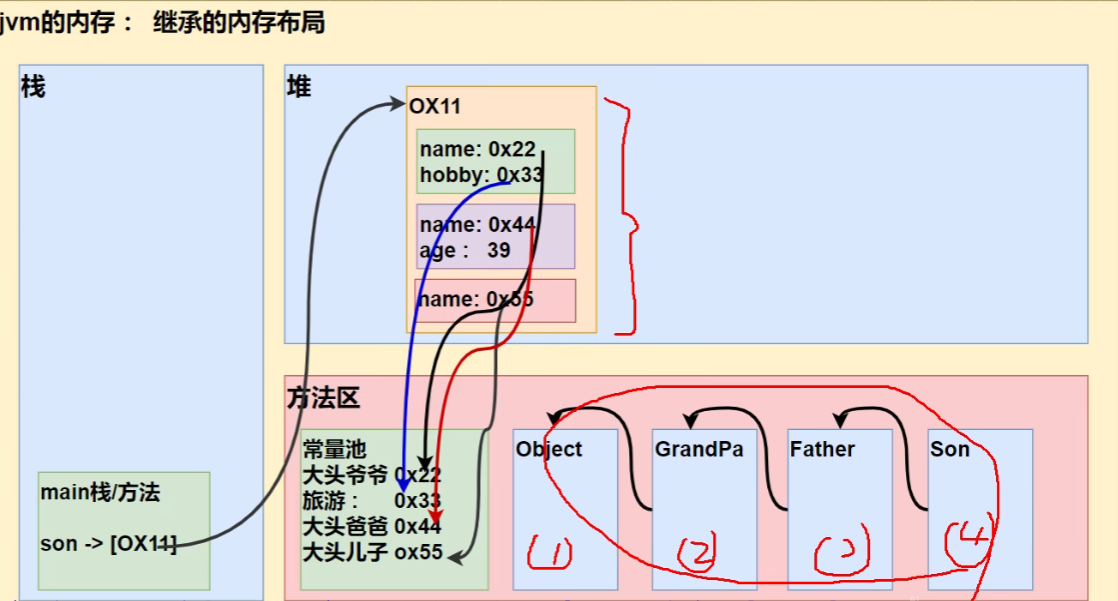 jvm的内存： 继承的内存布局
栈
堆
OX11
name: 0x22
hobby: 0x33
name: 0x44
age： 39
name: 0x55
main栈/方法
son -> [OX11]
方法区
常量池
大头爷爷 0x22
旅游： 0x33
大头爸爸 0x44
大头儿子 ox55
Object
(1)
GrandPa
(2)
Father
(3)
Son
(4)